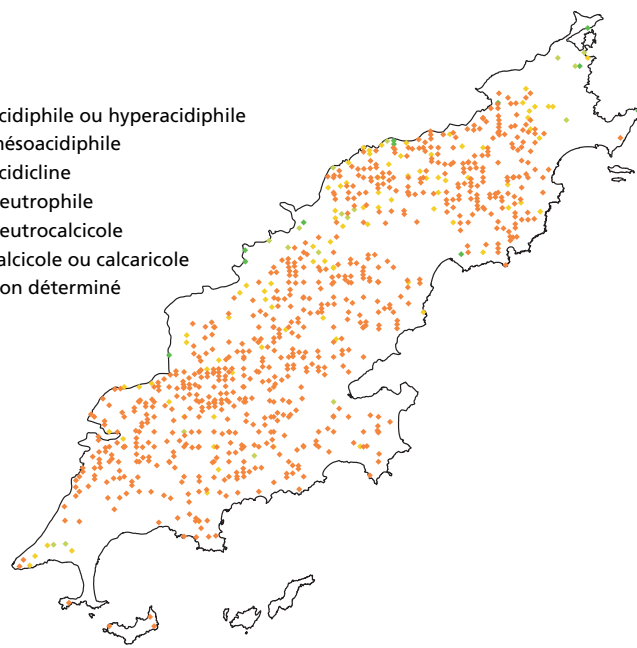 cidiphile ou hyperacidiphile
ésoacidiphile
cidicline
eutrophile
eutrocalcicole
alcicole ou calcaricole
on déterminé